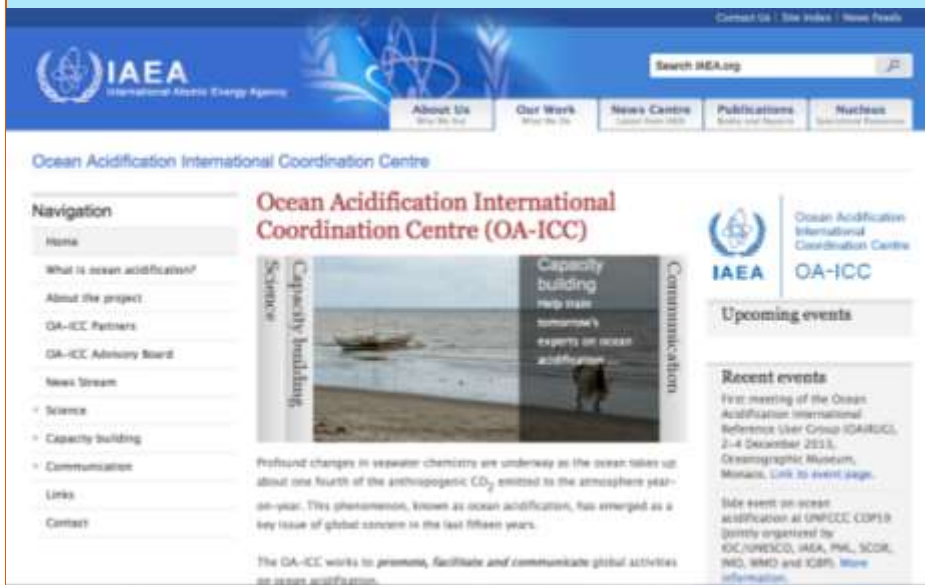 Contact Us | Site Index | News Feeds
IAEA
International Atomic Energy Agency
Search IAEA.org
About Us
Our Work
News Centre
Publications
Nucleus
Ocean Acidification International Coordination Centre
Navigation
Home
What is ocean acidification?
About the project
OA-ICC Partners
OA-ICC Advisory Board
News Stream
Science
Capacity building
Communication
Links
Contact
Ocean Acidification International
Coordination Centre (OA-ICC)
Science
Capacity building
Capacity
building
Help train
tomorrow's
experts on ocean
acidification ...
Communication
Profound changes in seawater chemistry are underway as the ocean takes up
about one fourth of the anthropogenic CO2 emitted to the atmosphere year-
on-year. This phenomenon, known as ocean acidification, has emerged as a
key issue of global concern in the last fifteen years.
The OA-ICC works to promote, facilitate and communicate global activities
on ocean acidification.
IAEA
Ocean Acidification
International
Coordination Centre
OA-ICC
Upcoming events
Recent events
First meeting of the Ocean
Acidification international
Reference User Group (OAIRUG),
2-4 December 2013,
Oceanographic Museum,
Monaco. Link to event page.
Side event on ocean
acidification at UNFCCC COP19
(jointly organized by
IOC/UNESCO, IAEA, PML, SCOR,
IMO, WMO and IGBP). More
information.